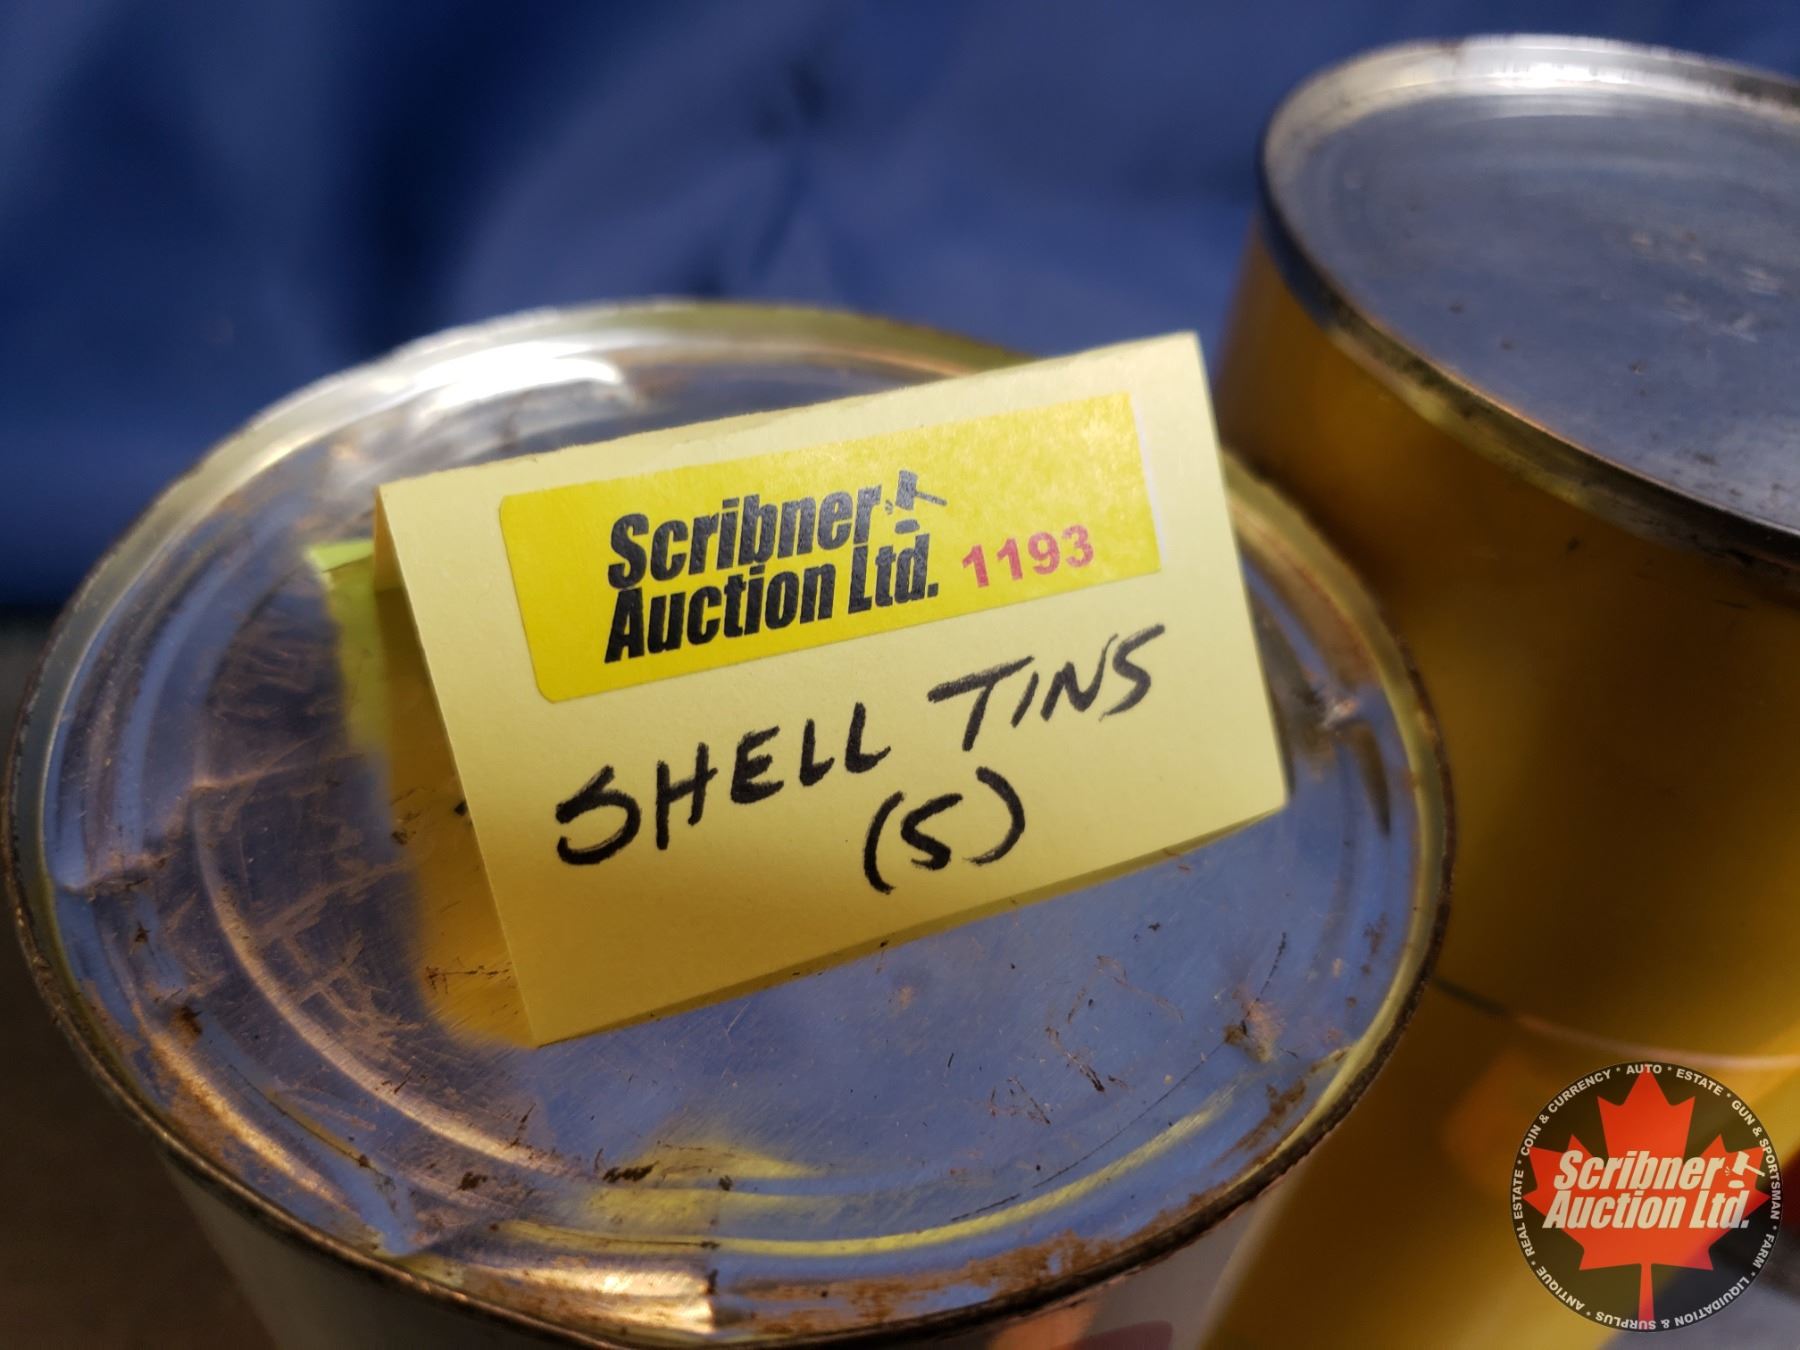 Scribner
Auction Ltd. 1193
SHELL TINS
(5)
REAL ESTATE * COIN & CURRENCY * AUTO * ESTATE * GUN & SPORTSMAN * FARM * LIQUIDATION & SURPLUS * ANTIQUE *
Scribner
Auction Ltd.